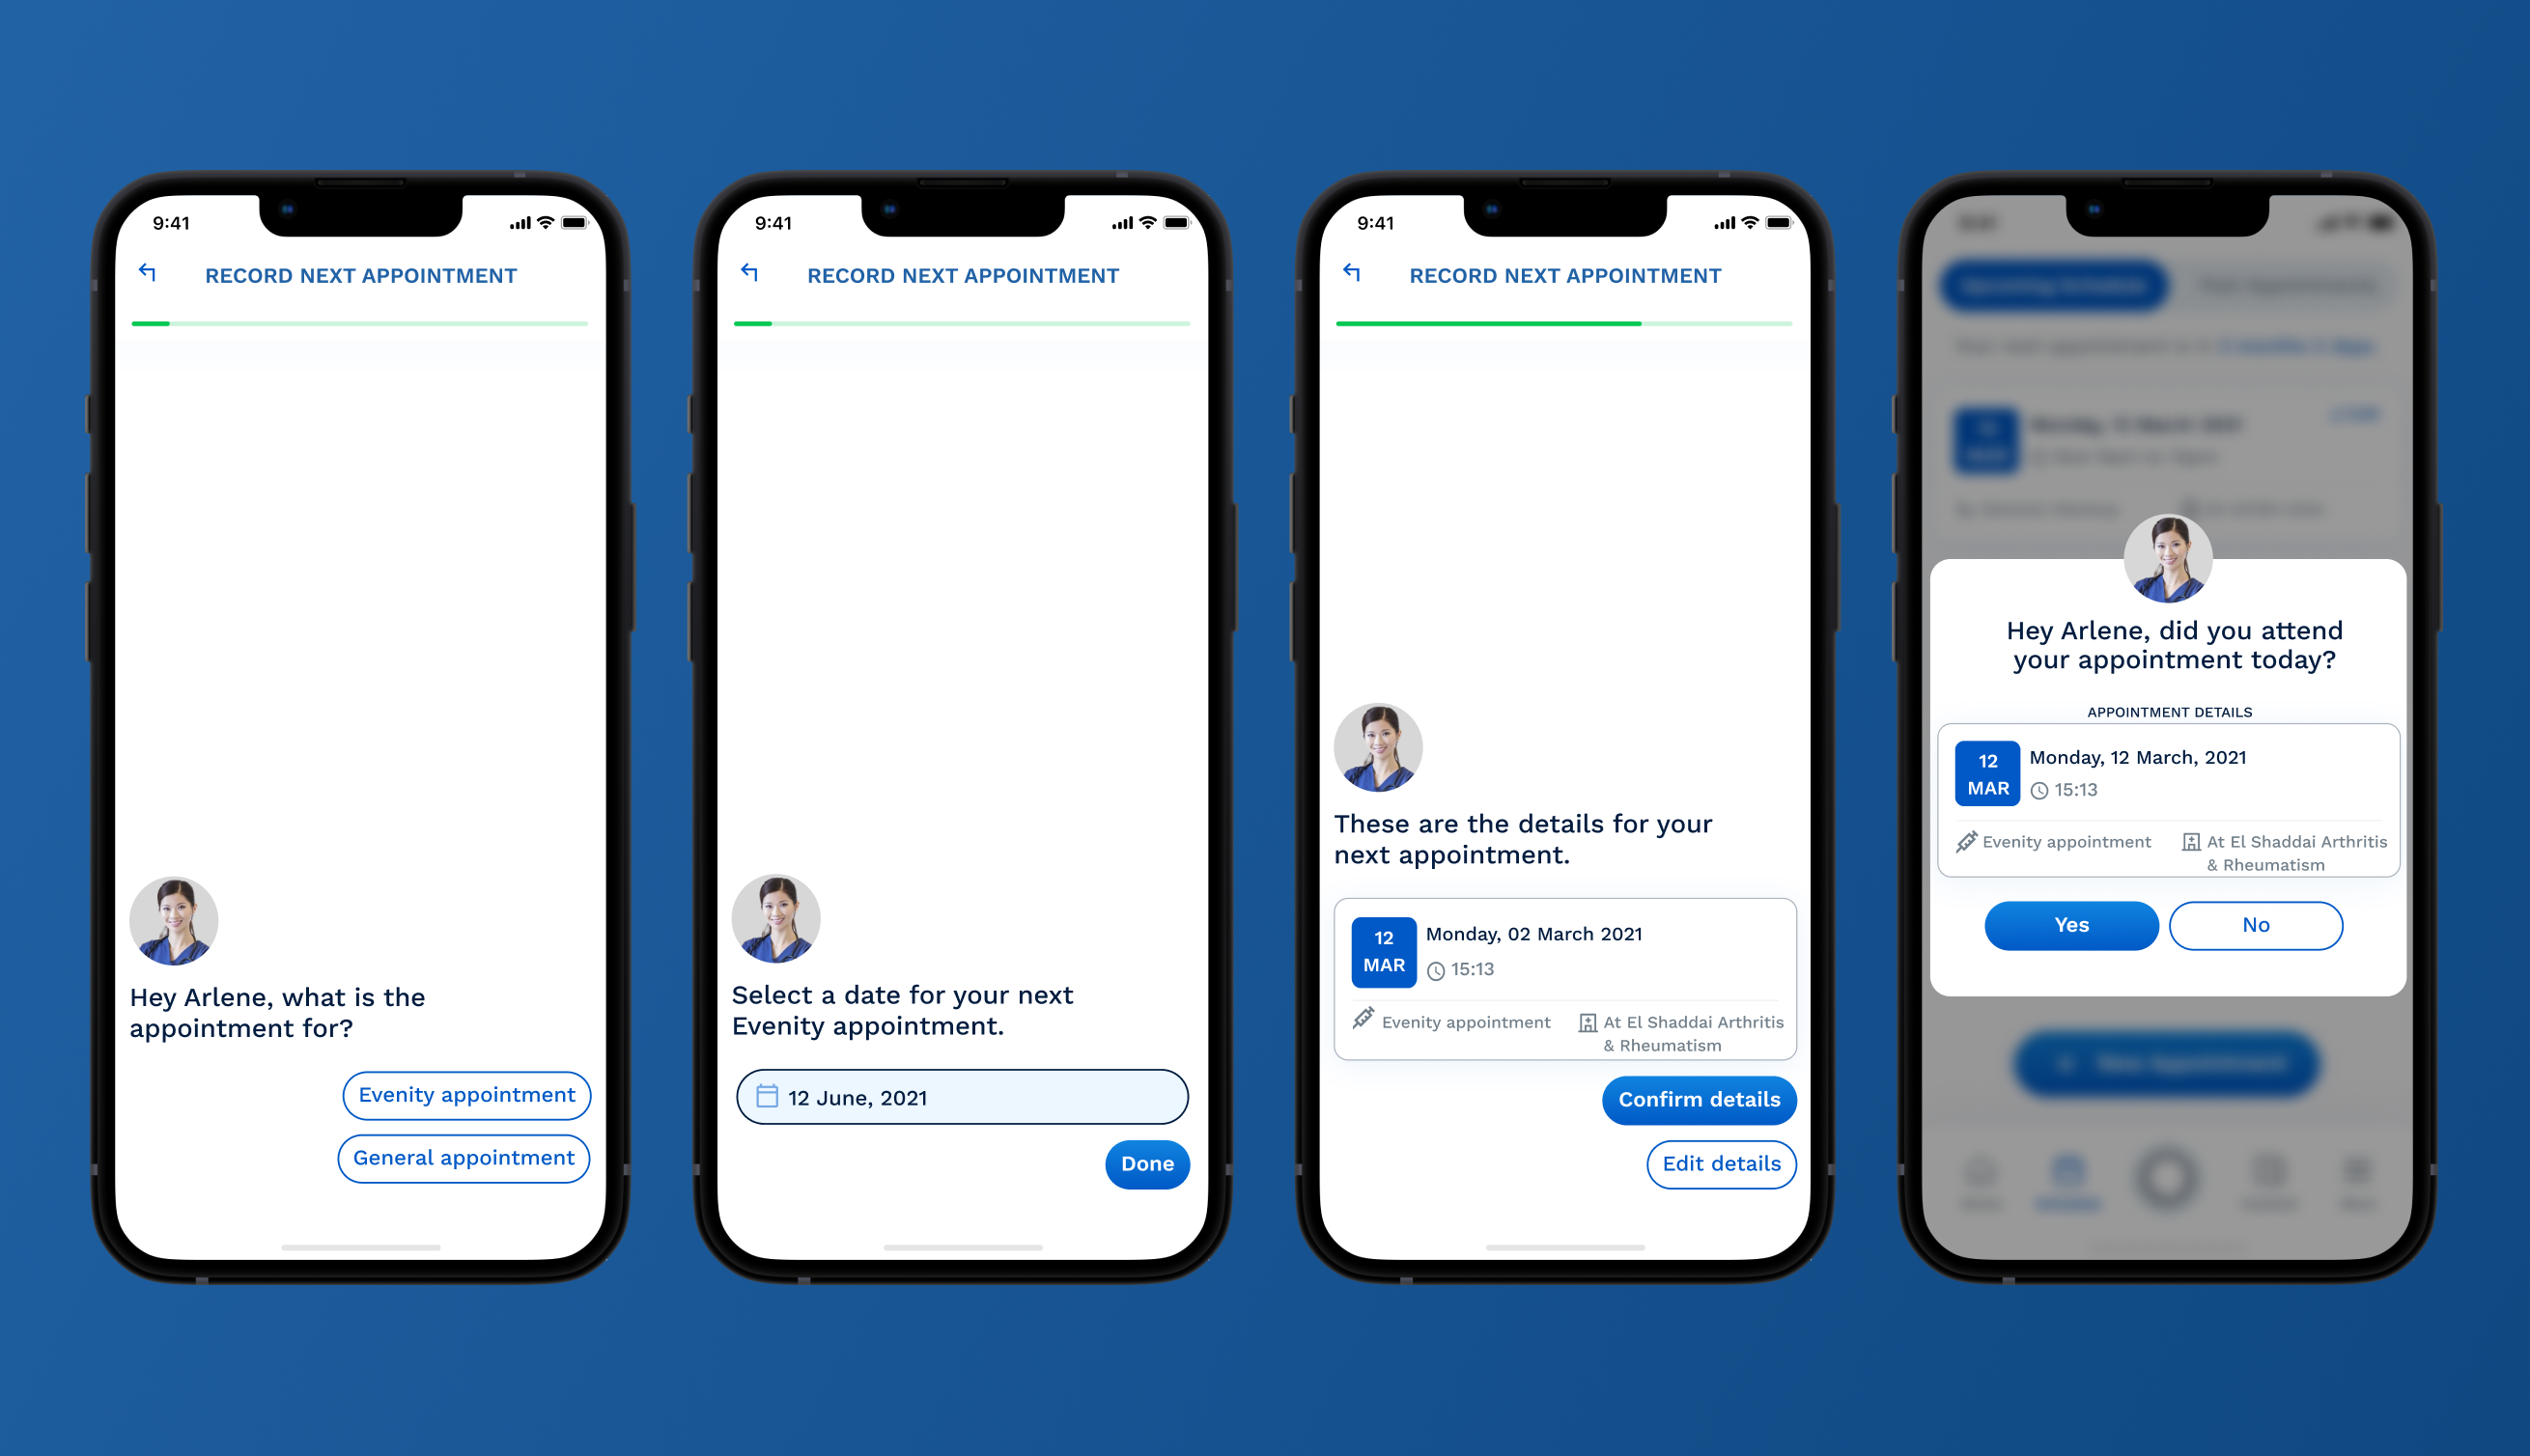 9:41
RECORD NEXT APPOINTMENT
Hey Arlene, what is the
appointment for?
Evenity appointment
General appointment
9:41
RECORD NEXT APPOINTMENT
Select a date for your next
Evenity appointment.
12 June, 2021
Done
9:41
RECORD NEXT APPOINTMENT
These are the details for your
next appointment.
12
MAR
Monday, 02 March 2021
15:13
Evenity appointment
At El Shaddai Arthritis
& Rheumatism
Confirm details
Edit details
Hey Arlene, did you attend
your appointment today?
APPOINTMENT DETAILS
12
MAR
Monday, 12 March, 2021
15:13
Evenity appointment
At El Shaddai Arthritis
& Rheumatism
Yes
No
New Appointment